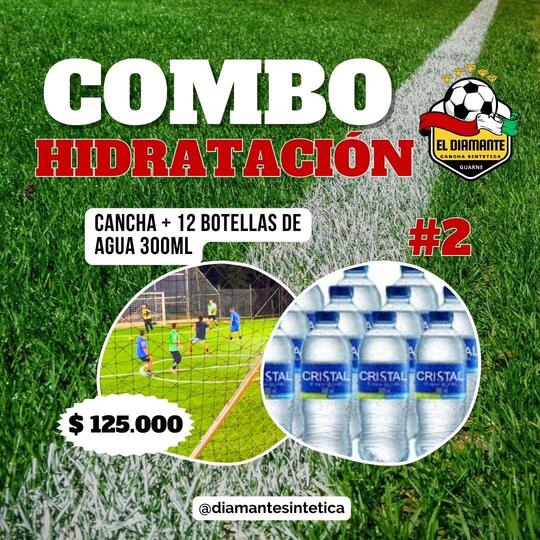 COMBO
HIDRATACIÓN
EL DIAMANTE
CANCHA SINTETICA
GUARNE
CANCHA + 12 BOTELLAS DE
AGUA 300ML
#2
CRISTAL
CRISTAL
CRISTAL
$ 125.000
@diamantesintetica